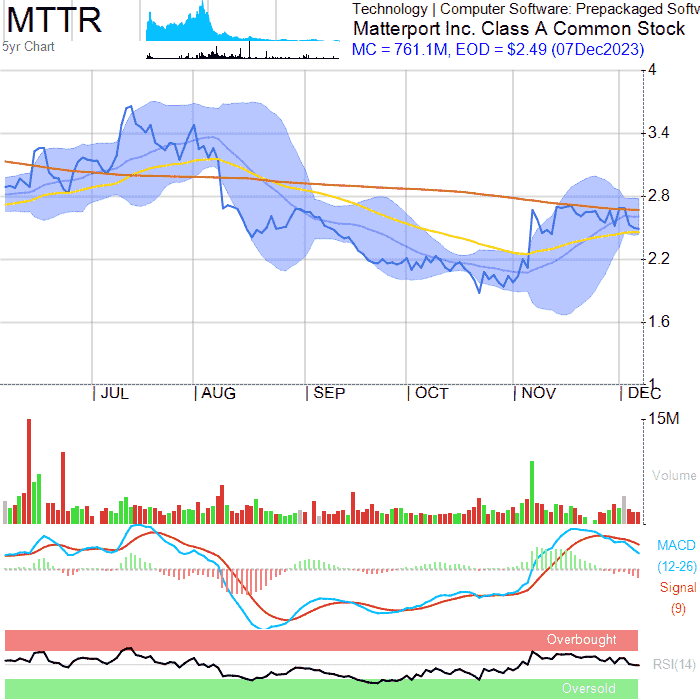 MTTR
5yr Chart
Technology | Computer Software: Prepackaged Softw
Matterport Inc. Class A Common Stock
MC = 761.1M, EOD = $2.49 (07Dec2023)
4
3.4
2.8
2.2
1.6
1
| JUL | AUG | SEP | OCT | NOV | DEC
15M
Volume
MACD
(12-26)
Signal
(9)
Overbought
RSI(14)
Oversold